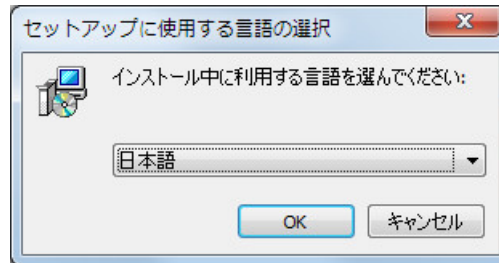 セットアップに使用する言語の選択
インストール中に利用する言語を選んでください:
日本語
OK キャンセル